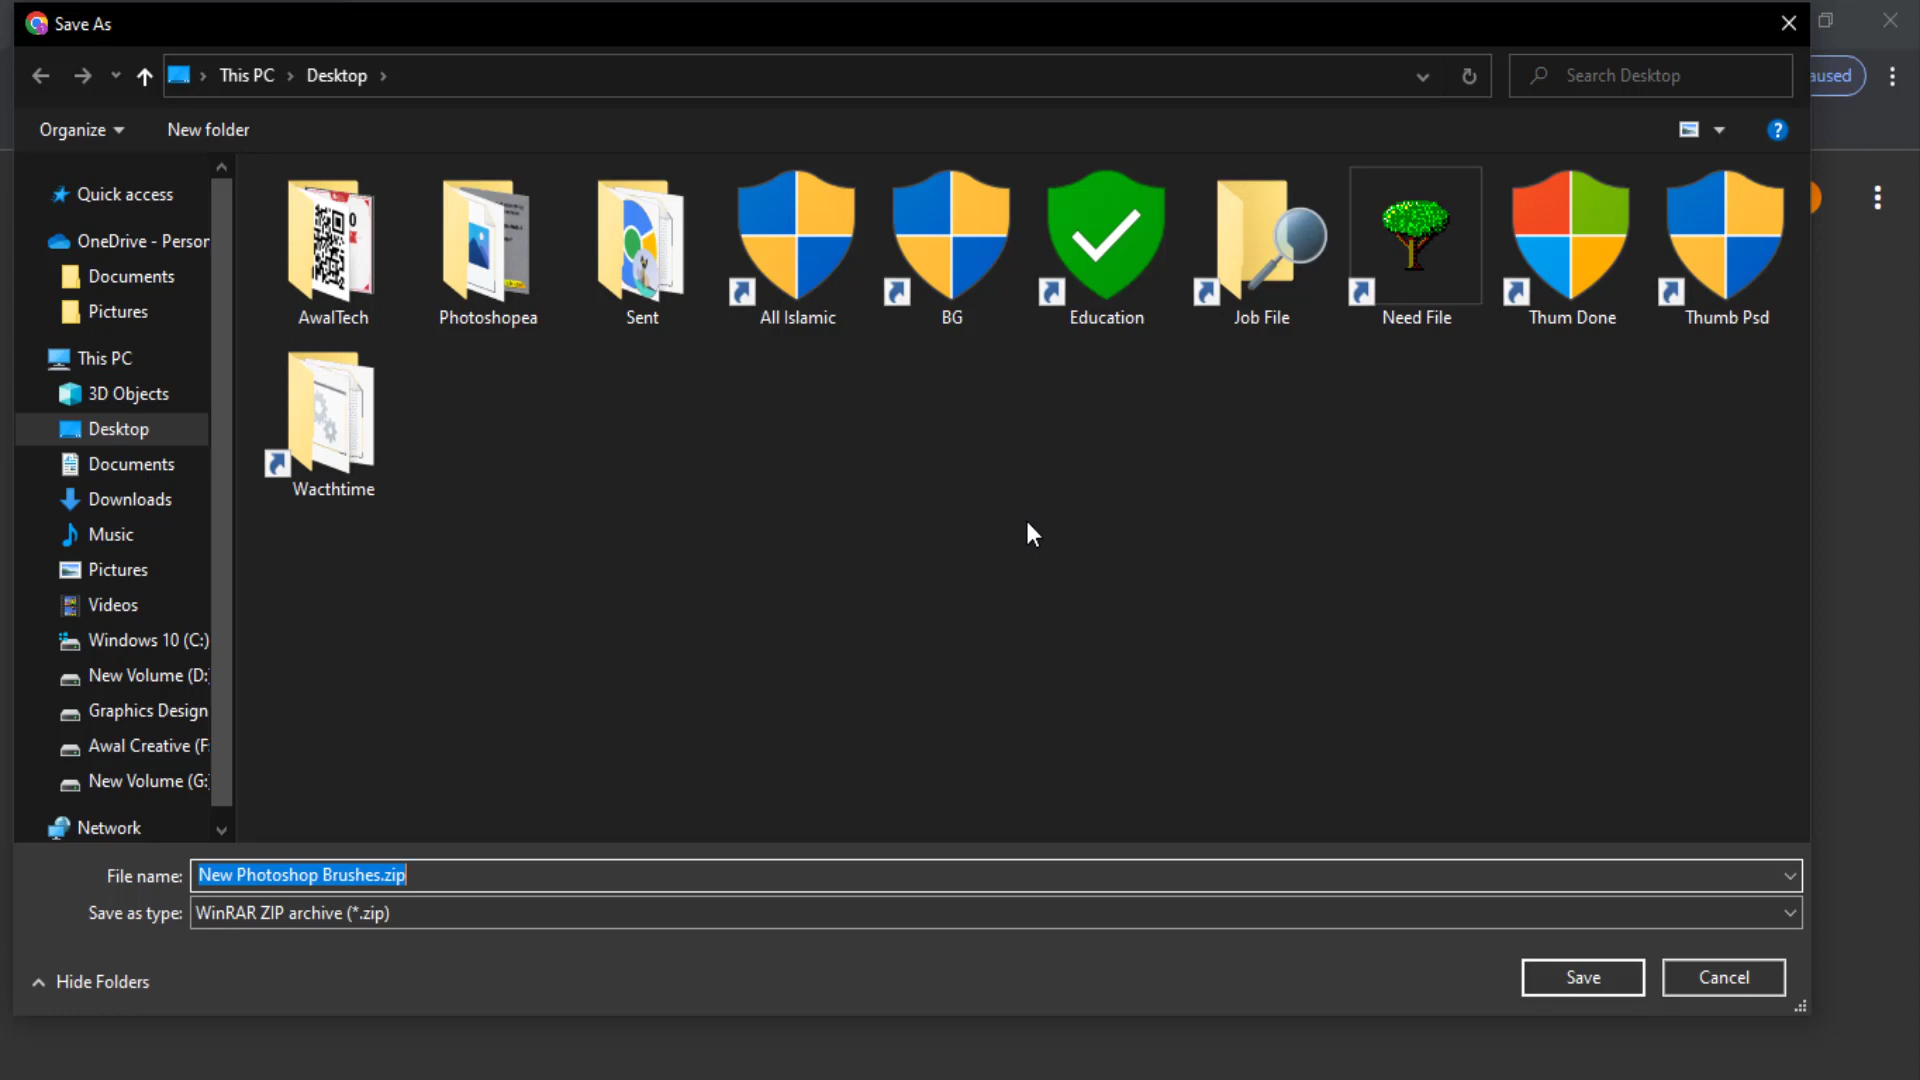 Save As
This PC
Desktop
Search Desktop
aused
Organize
New folder
Quick access
OneDrive - Person
Documents
Pictures
This PC
3D Objects
Desktop
Documents
Downloads
Music
Pictures
Videos
Windows 10 (C:)
New Volume (D:
Graphics Design
Awal Creative (F:
New Volume (G:
Network
AwalTech
Photoshopea
Sent
All Islamic
BG
Education
Job File
Need File
Thum Done
Thumb Psd
Wacthtime
File name:
New Photoshop Brushes.zip
Save as type:
WinRAR ZIP archive (*.zip)
Hide Folders
Save
Cancel